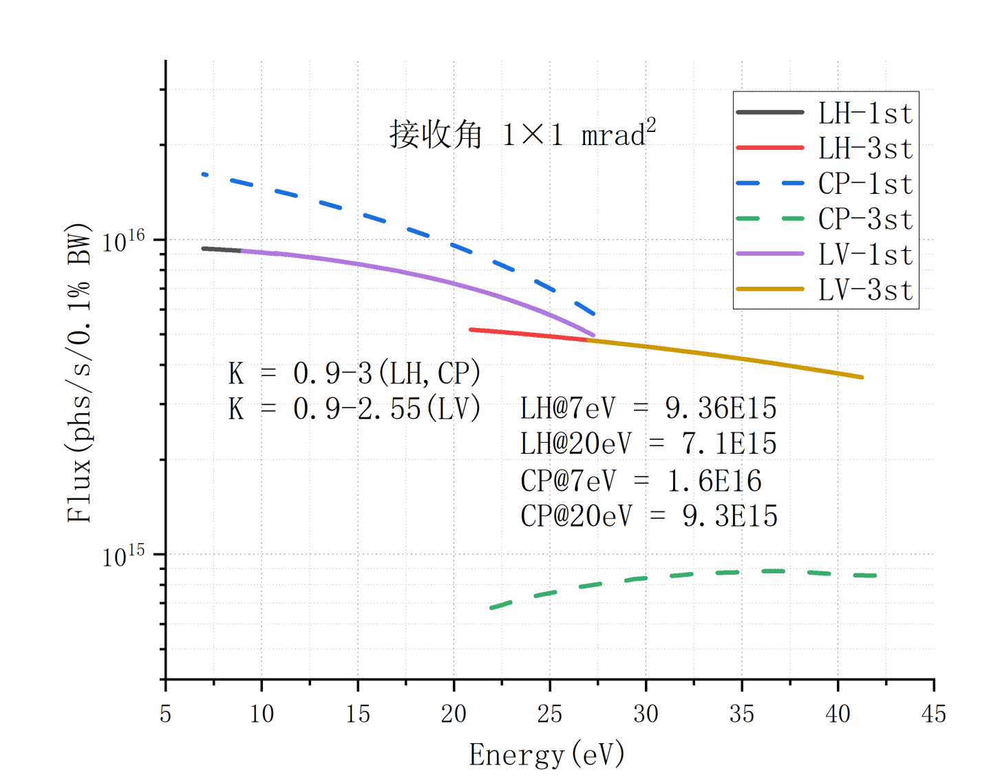 接收角 1×1 mrad²
LH-1st
LH-3st
CP-1st
CP-3st
LV-1st
LV-3st
Flux(phs/s/0.1% BW)
10¹⁶
10¹⁵
K = 0.9-3(LH,CP)
K = 0.9-2.55(LV)
LH@7eV = 9.36E15
LH@20eV = 7.1E15
CP@7eV = 1.6E16
CP@20eV = 9.3E15
5 10 15 20 25 30 35 40 45
Energy(eV)